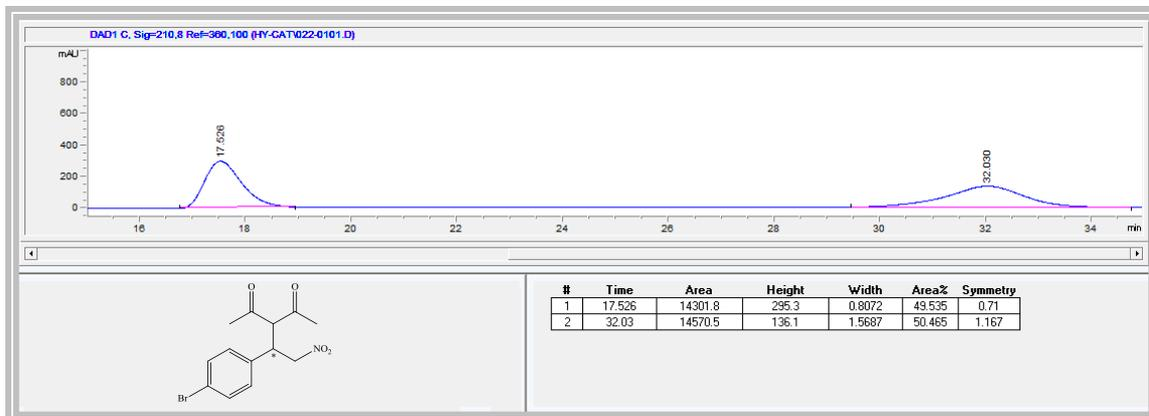 DAD1 C, Sig=210,8 Ref=360,100 (HY-CAT\022-0101.D)
mAU
800
600
400
200
0
17.526
32.030
16 18 20 22 24 26 28 30 32 34 min
O O
NO2
*
Br
# Time Area Height Width Area% Symmetry
1 17.526 14301.8 295.3 0.8072 49.535 0.71
2 32.03 14570.5 136.1 1.5687 50.465 1.167